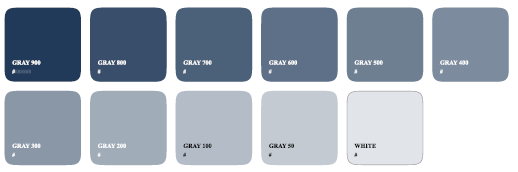 GRAY 900
#
GRAY 800
#
GRAY 700
#
GRAY 600
#
GRAY 500
#
GRAY 400
#
GRAY 300
#
GRAY 200
#
GRAY 100
#
GRAY 50
#
WHITE
#